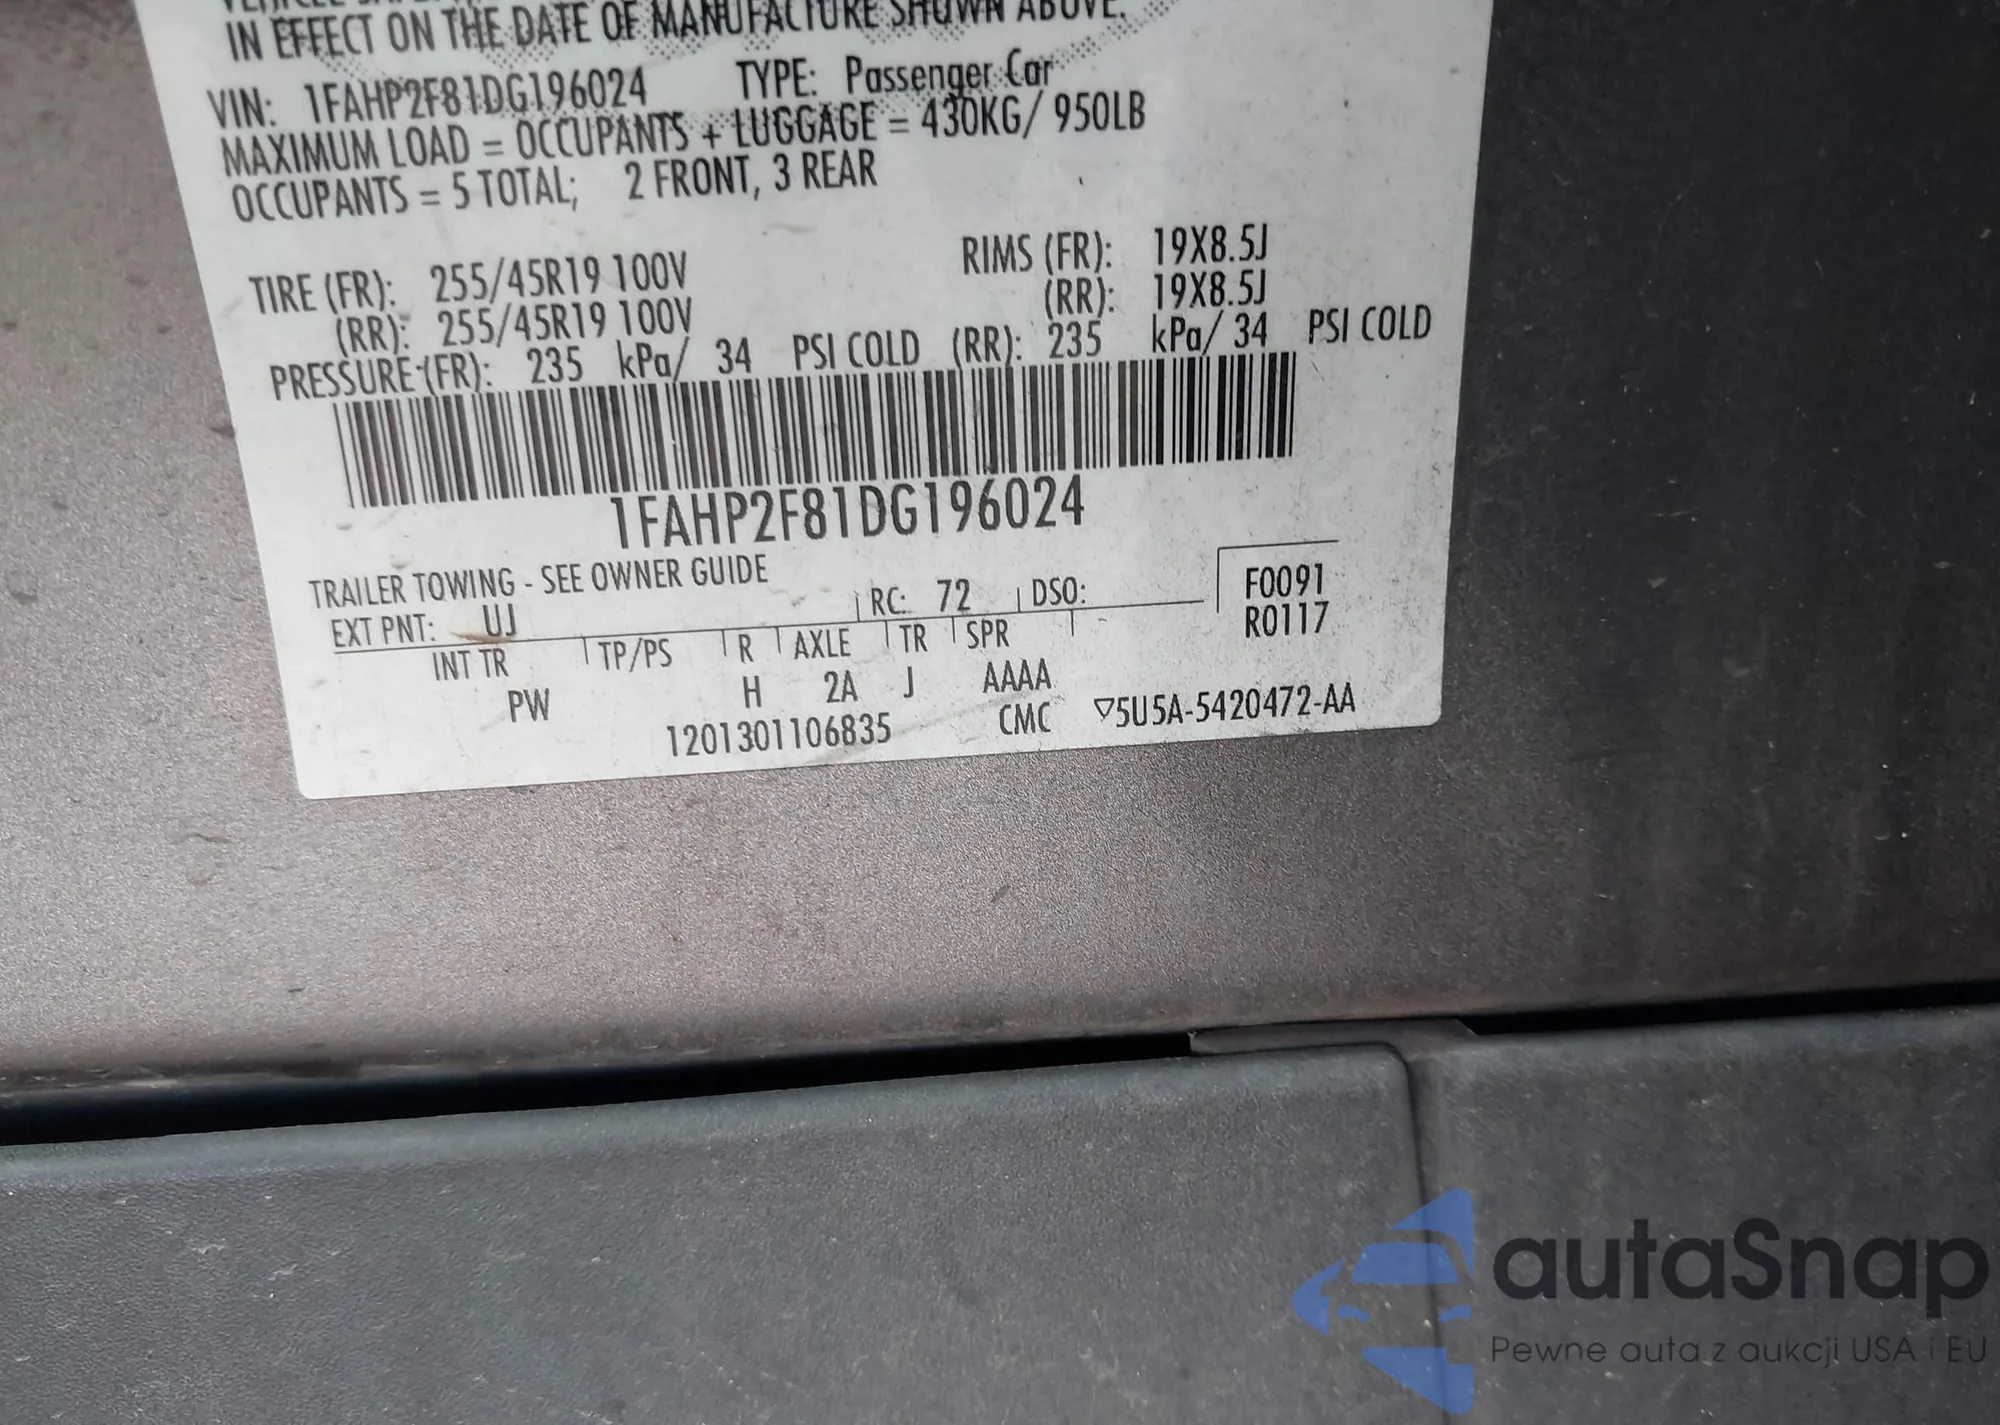 VEHICLE SAFETY
IN EFFECT ON THE DATE OF MANUFACTURE SHOWN ABOVE.
VIN: 1FAHP2F81DG196024 TYPE: Passenger Car
MAXIMUM LOAD = OCCUPANTS + LUGGAGE = 430KG/ 950LB
OCCUPANTS = 5 TOTAL; 2 FRONT, 3 REAR
TIRE (FR): 255/45R19 100V RIMS (FR): 19X8.5J
(RR): 255/45R19 100V (RR): 19X8.5J
PRESSURE (FR): 235 kPa/ 34 PSI COLD (RR): 235 kPa/ 34 PSI COLD
1FAHP2F81DG196024
TRAILER TOWING - SEE OWNER GUIDE
EXT PNT: UJ RC: 72 DSO: F0091
R0117
INT TR TP/PS R AXLE TR SPR
PW H 2A J AAAA
1201301106835 CMC ▽5U5A-5420472-AA
autaSnap
Pewne auta z aukcji USA i EU